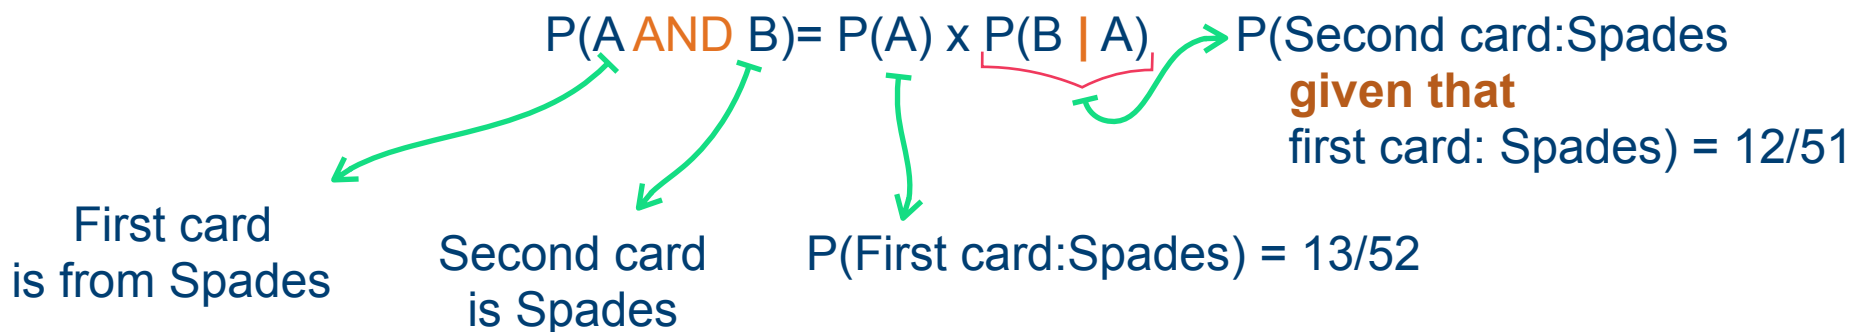 P(A AND B)= P(A) x P(B | A)
P(Second card:Spades
given that
first card: Spades) = 12/51
First card
is from Spades
Second card
is Spades
P(First card:Spades) = 13/52